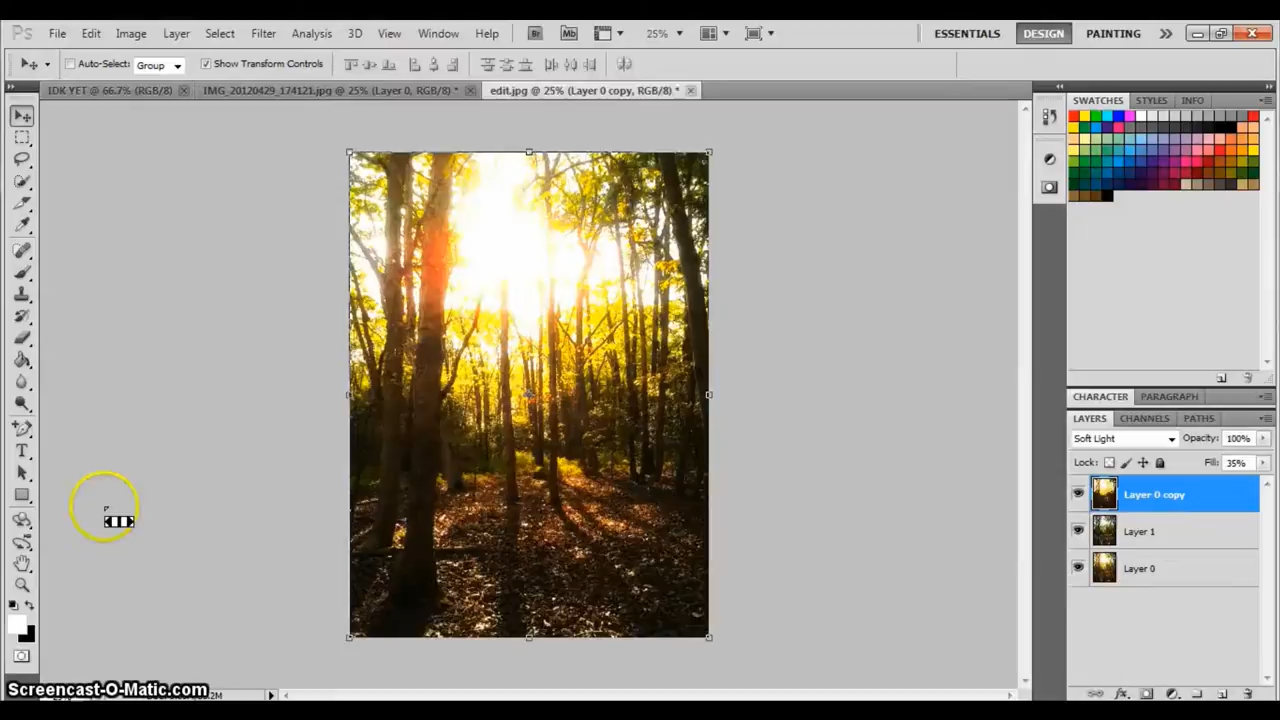 Ps File Edit Image Layer Select Filter Analysis 3D View Window Help Br Mb 25% ESSENTIALS DESIGN PAINTING
Auto-Select: Group Show Transform Controls
IDK YET @ 66.7% (RGB/8) IMG_20120429_174121.jpg @ 25% (Layer 0, RGB/8) * edit.jpg @ 25% (Layer 0 copy, RGB/8) *
SWATCHES STYLES INFO
CHARACTER PARAGRAPH
LAYERS CHANNELS PATHS
Soft Light Opacity: 100%
Lock: Fill: 35%
Layer 0 copy
Layer 1
Layer 0
T
fx
Screencast-O-Matic.com